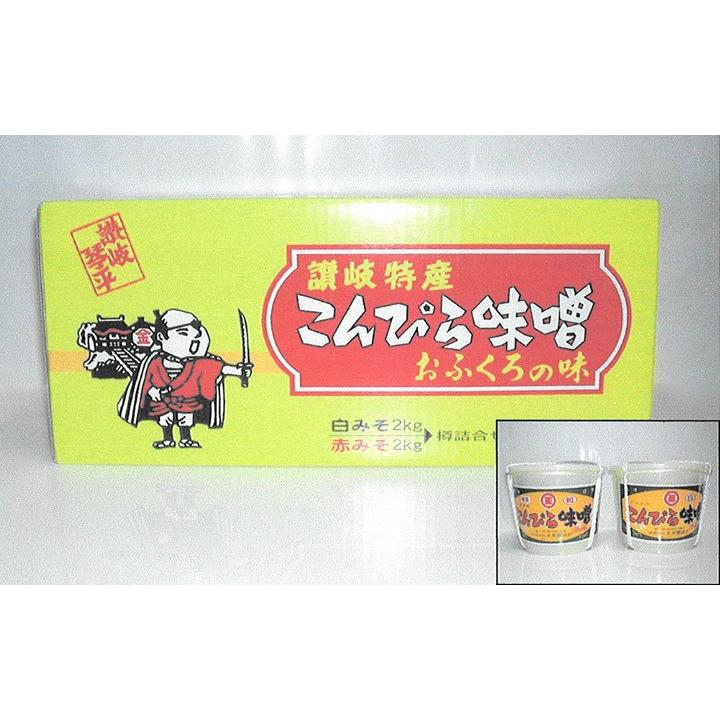 讃岐
琴平
讃岐特産
こんぴら味噌
おふくろの味
金
白みそ2kg
赤みそ2kg
樽詰合せ
こんぴら味噌
こんぴら味噌